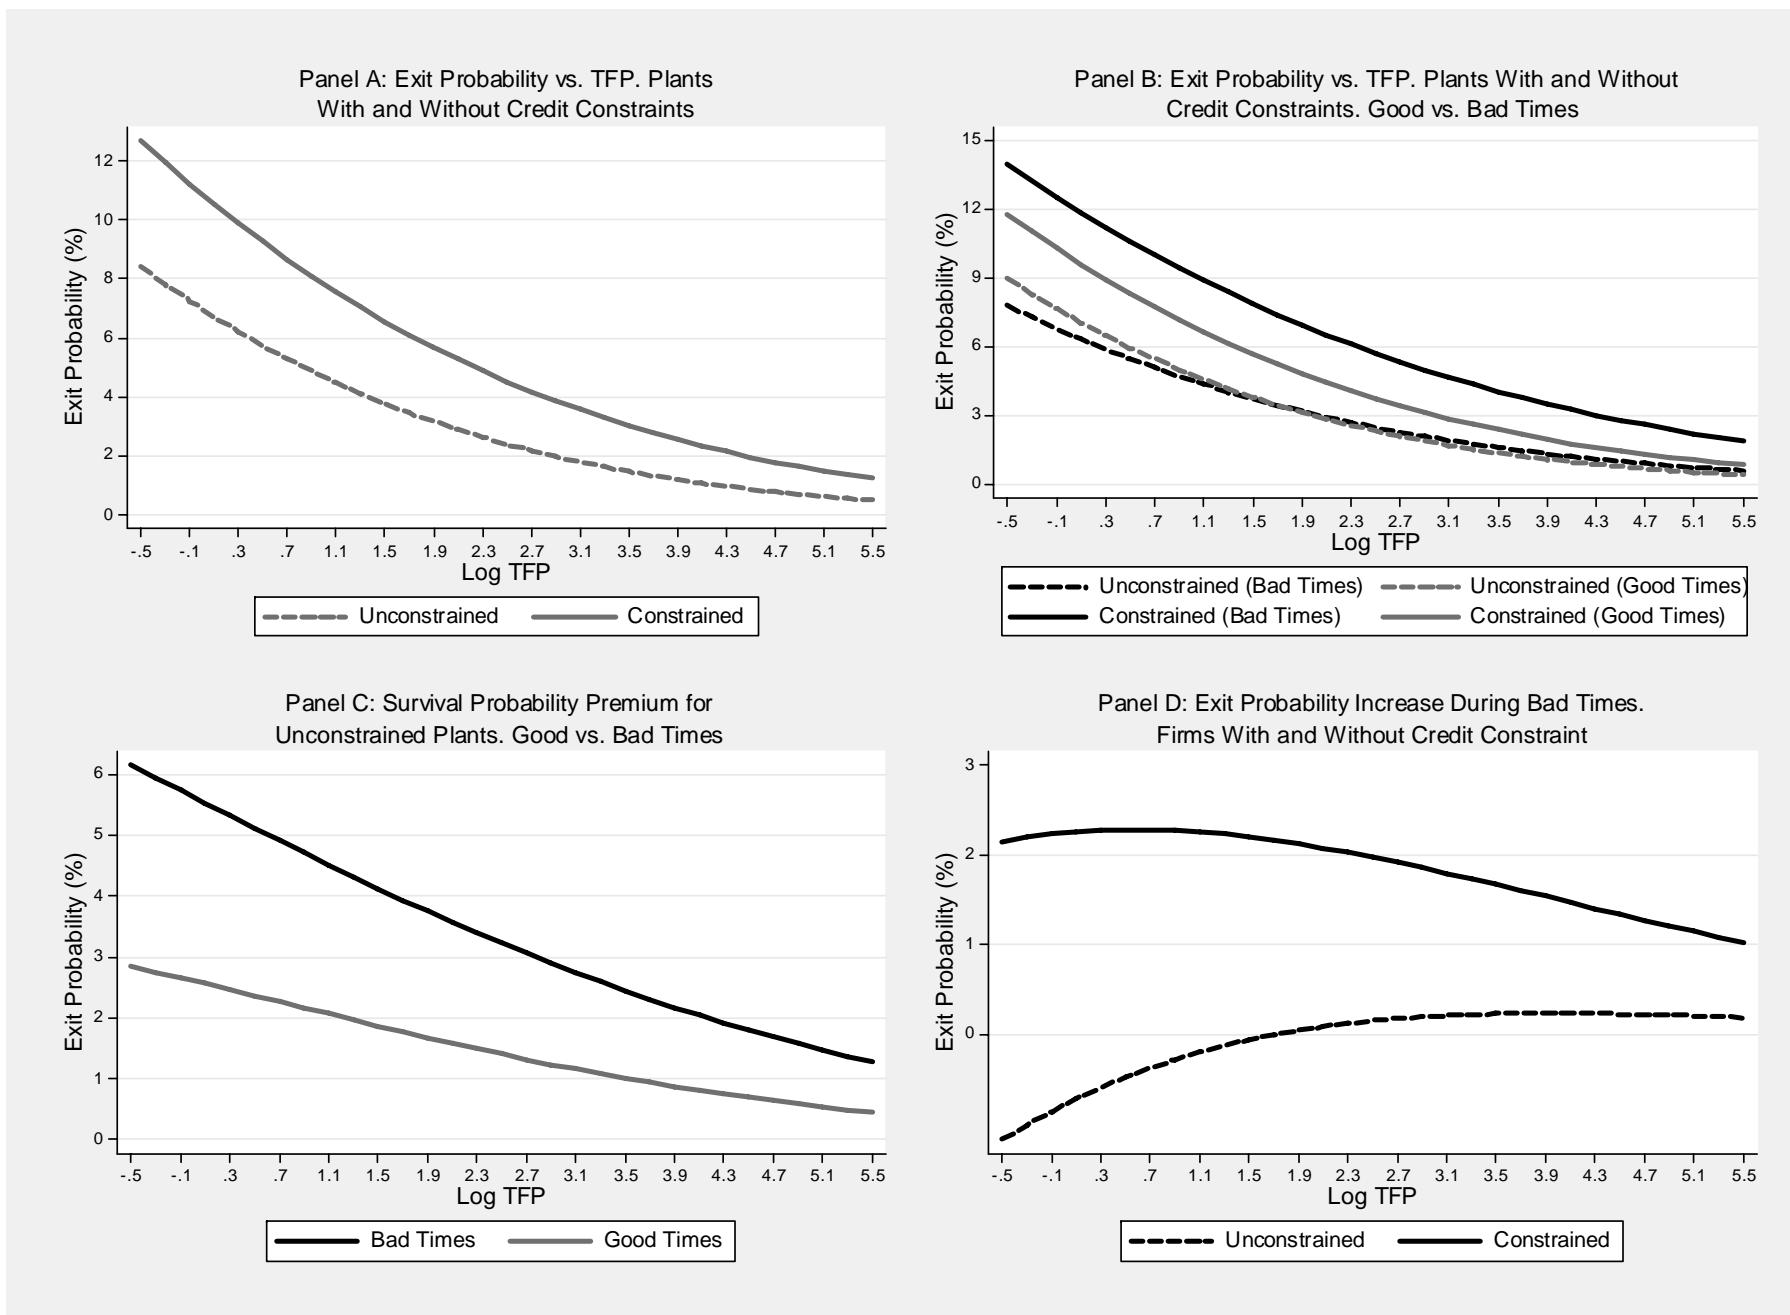 Panel A: Exit Probability vs. TFP. Plants
With and Without Credit Constraints
Exit Probability (%)
12
10
8
6
4
2
0
-.5 -.1 .3 .7 1.1 1.5 1.9 2.3 2.7 3.1 3.5 3.9 4.3 4.7 5.1 5.5
Log TFP
Unconstrained Constrained
Panel B: Exit Probability vs. TFP. Plants With and Without
Credit Constraints. Good vs. Bad Times
Exit Probability (%)
15
12
9
6
3
0
-.5 -.1 .3 .7 1.1 1.5 1.9 2.3 2.7 3.1 3.5 3.9 4.3 4.7 5.1 5.5
Log TFP
Unconstrained (Bad Times) Unconstrained (Good Times)
Constrained (Bad Times) Constrained (Good Times)
Panel C: Survival Probability Premium for
Unconstrained Plants. Good vs. Bad Times
Exit Probability (%)
6
5
4
3
2
1
0
-.5 -.1 .3 .7 1.1 1.5 1.9 2.3 2.7 3.1 3.5 3.9 4.3 4.7 5.1 5.5
Log TFP
Bad Times Good Times
Panel D: Exit Probability Increase During Bad Times.
Firms With and Without Credit Constraint
Exit Probability (%)
3
2
1
0
-.5 -.1 .3 .7 1.1 1.5 1.9 2.3 2.7 3.1 3.5 3.9 4.3 4.7 5.1 5.5
Log TFP
Unconstrained Constrained